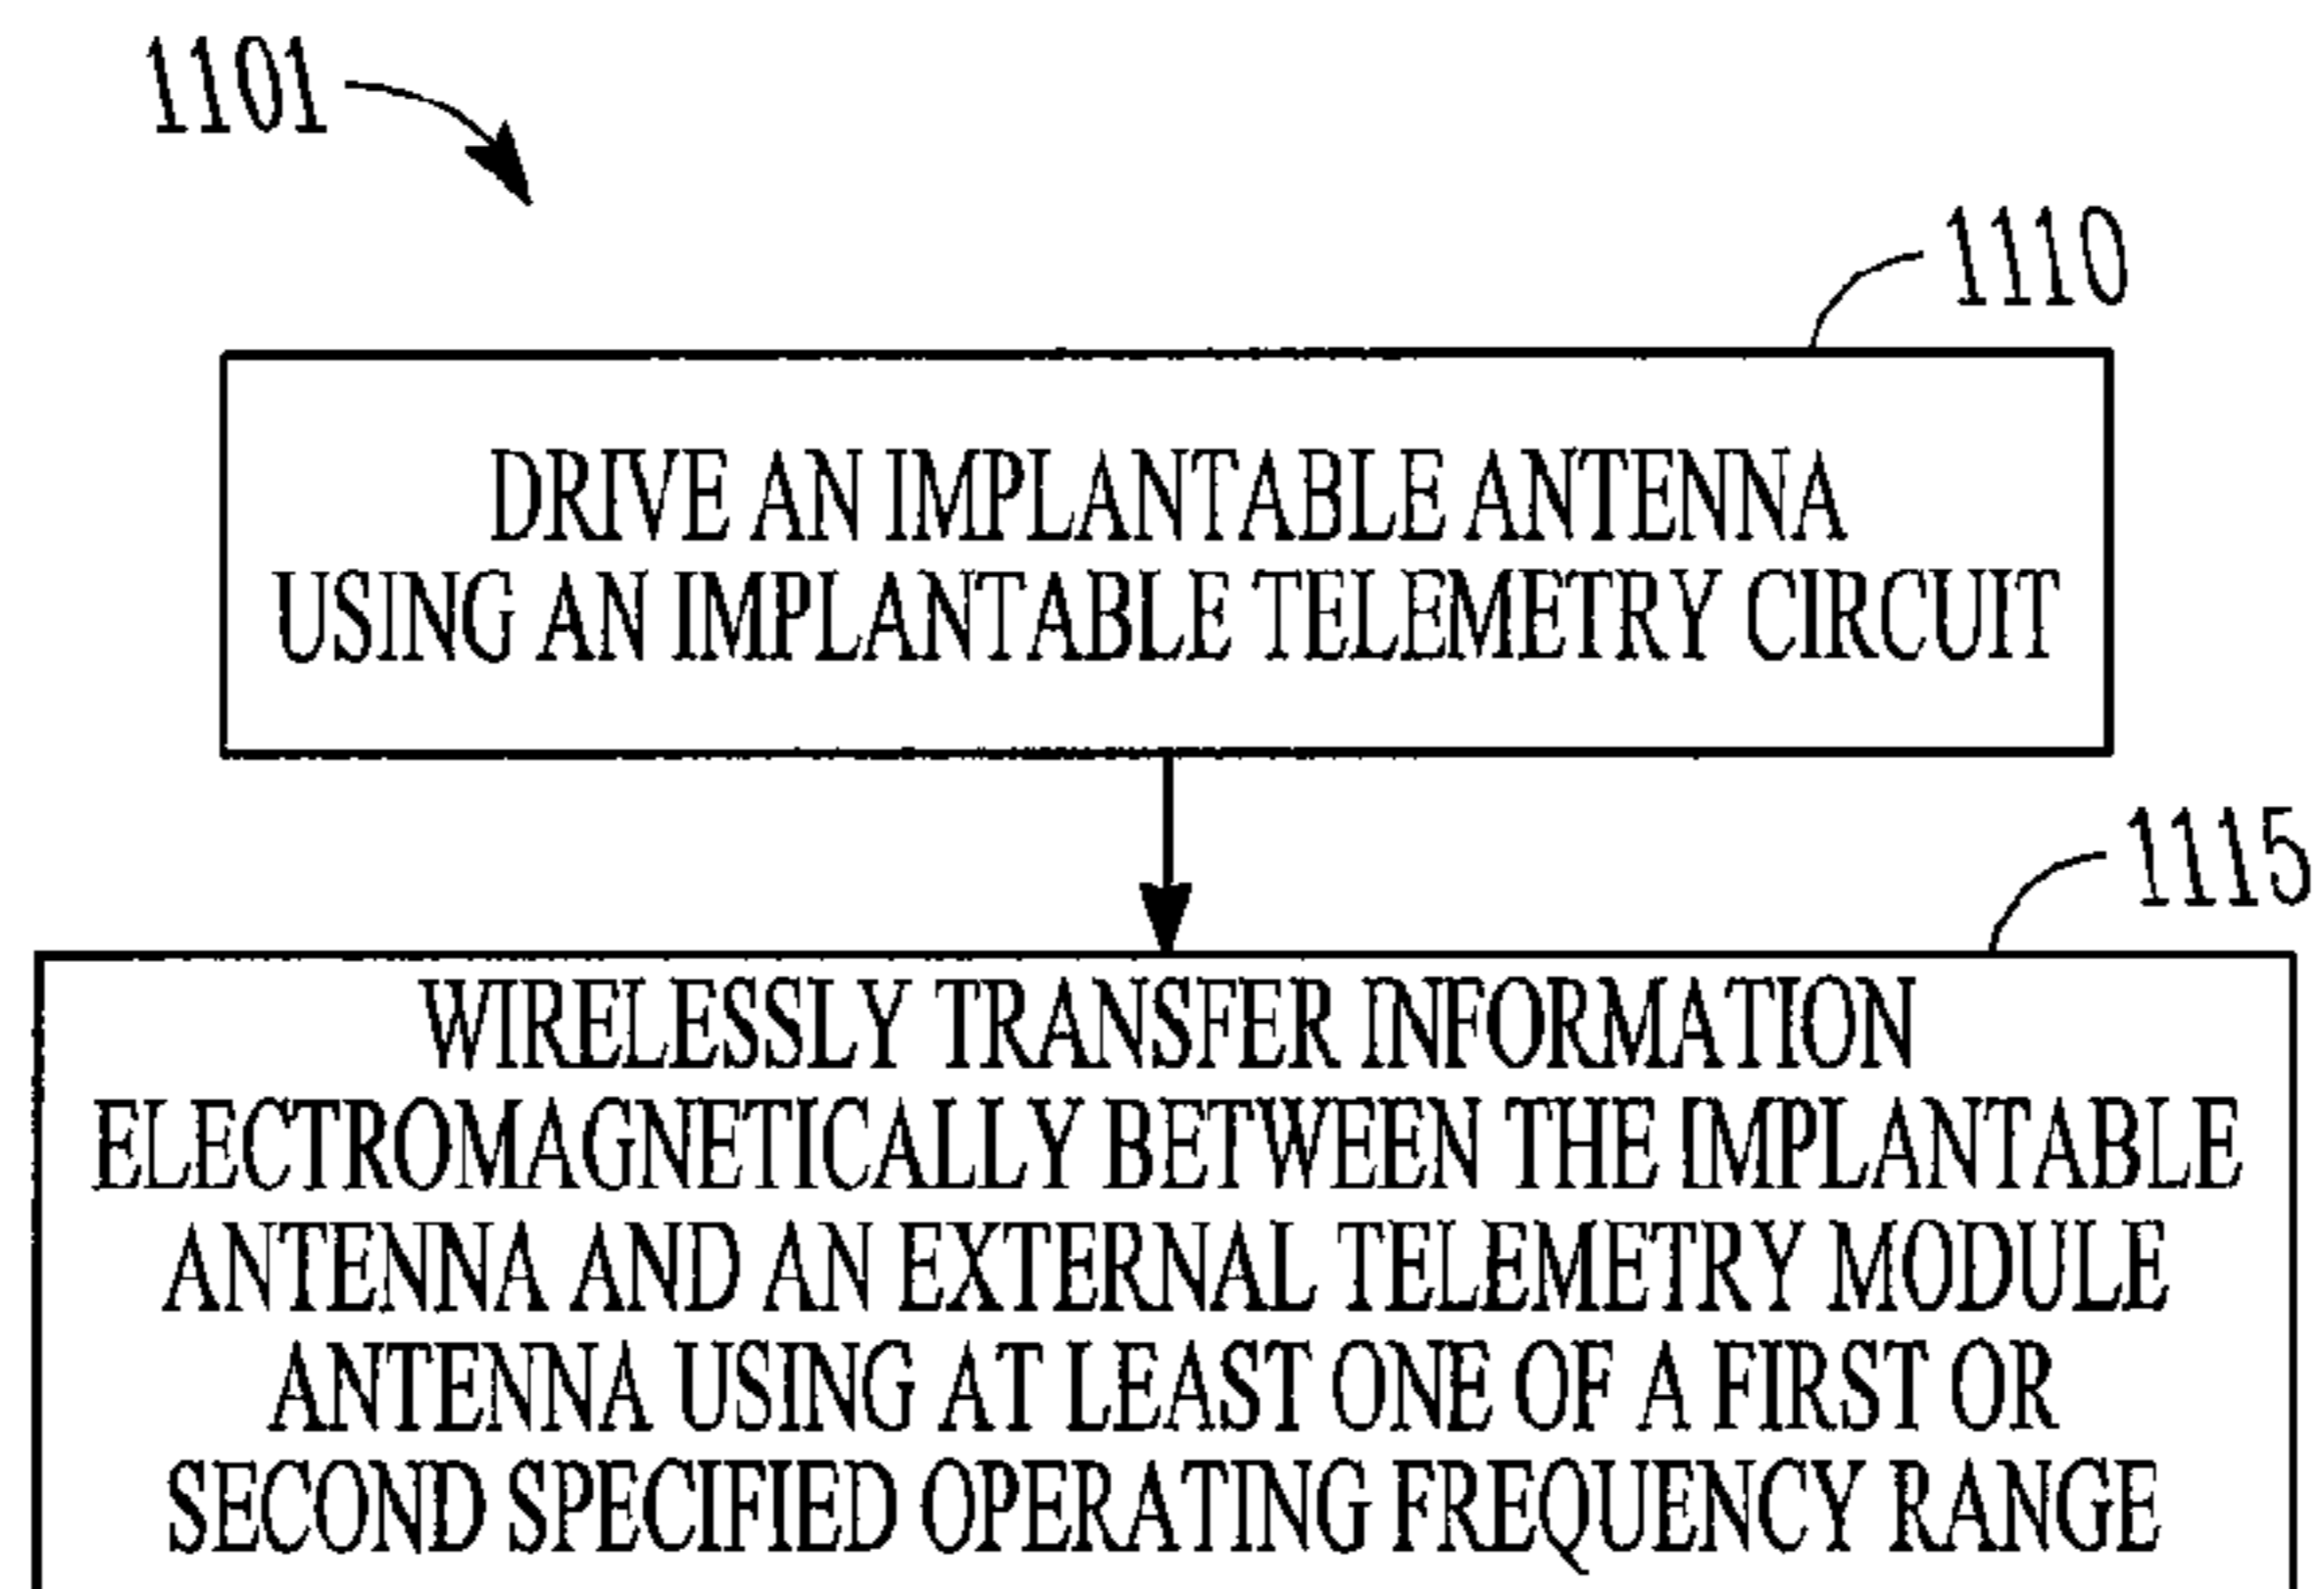 1101
1110
DRIVE AN IMPLANTABLE ANTENNA
USING AN IMPLANTABLE TELEMETRY CIRCUIT
1115
WIRELESSLY TRANSFER INFORMATION
ELECTROMAGNETICALLY BETWEEN THE IMPLANTABLE
ANTENNA AND AN EXTERNAL TELEMETRY MODULE
ANTENNA USING AT LEAST ONE OF A FIRST OR
SECOND SPECIFIED OPERATING FREQUENCY RANGE